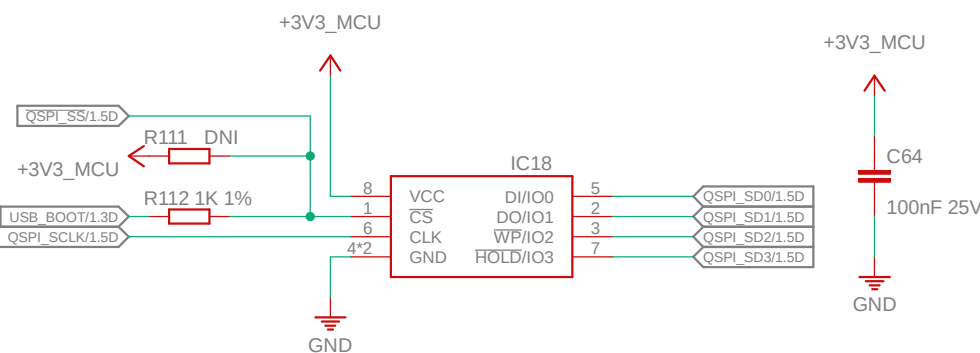 +3V3_MCU
+3V3_MCU
QSPI_SS/1.5D
R111 DNI
+3V3_MCU
R112 1K 1%
USB_BOOT/1.3D
QSPI_SCLK/1.5D
IC18
8 VCC DI/IO0 5 QSPI_SD0/1.5D
1 CS DO/IO1 2 QSPI_SD1/1.5D
6 CLK WP/IO2 3 QSPI_SD2/1.5D
4*2 GND HOLD/IO3 7 QSPI_SD3/1.5D
GND
C64
100nF 25V
GND